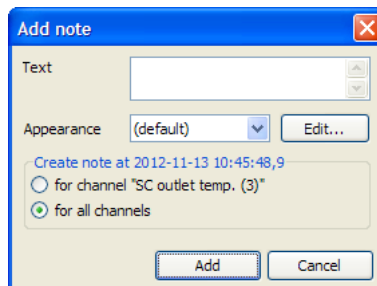 Add note
Text
Appearance (default) Edit...
Create note at 2012-11-13 10:45:48,9
for channel "SC outlet temp. (3)"
for all channels
Add Cancel